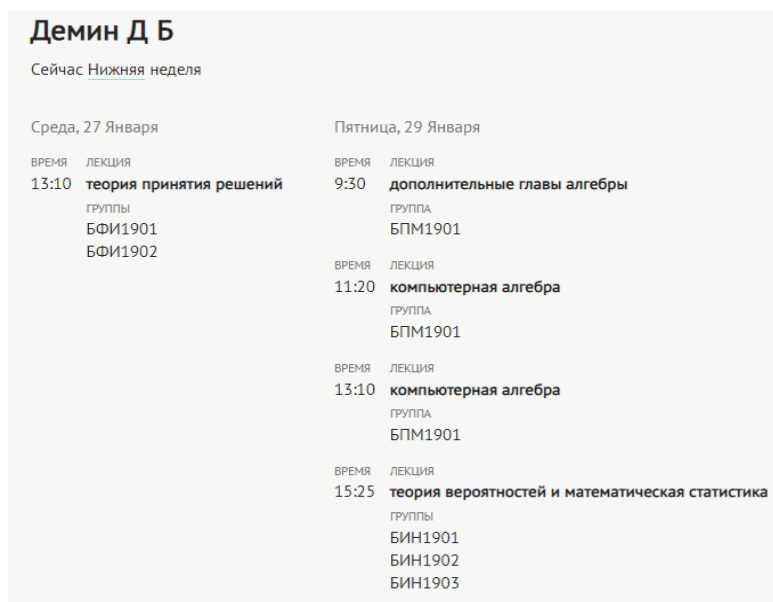 Демин Д Б
Сейчас Нижняя неделя
Среда, 27 Января
ВРЕМЯ ЛЕКЦИЯ
13:10 теория принятия решений
ГРУППЫ
БФИ1901
БФИ1902
Пятница, 29 Января
ВРЕМЯ ЛЕКЦИЯ
9:30 дополнительные главы алгебры
ГРУППА
БПМ1901
ВРЕМЯ ЛЕКЦИЯ
11:20 компьютерная алгебра
ГРУППА
БПМ1901
ВРЕМЯ ЛЕКЦИЯ
13:10 компьютерная алгебра
ГРУППА
БПМ1901
ВРЕМЯ ЛЕКЦИЯ
15:25 теория вероятностей и математическая статистика
ГРУППЫ
БИН1901
БИН1902
БИН1903